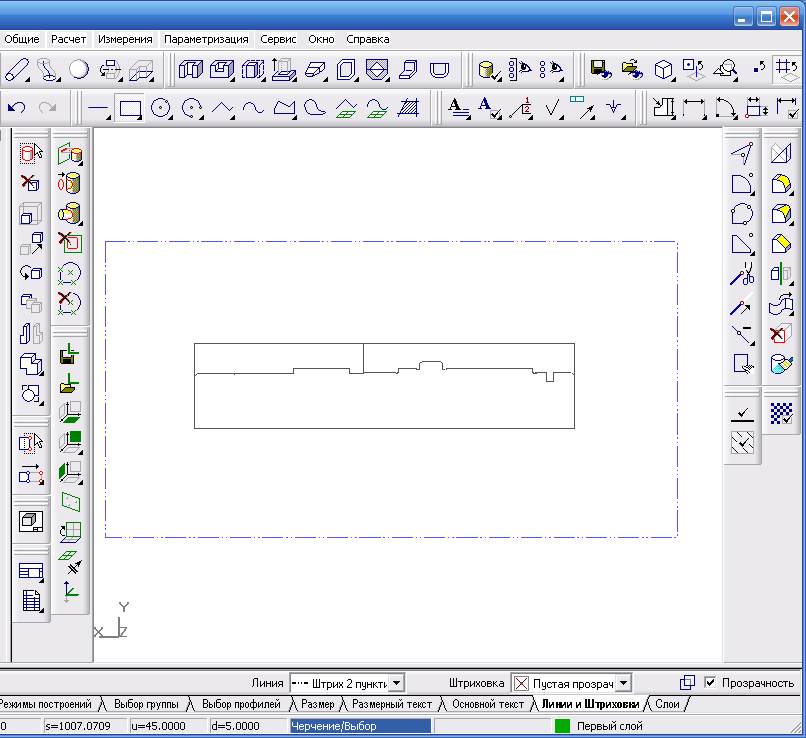 Общие Расчет Измерения Параметризация Сервис Окно Справка
Y
X Z
Линия Штрих 2 пункти Штриховка Пустая прозрач Прозрачность
Режимы построений Выбор группы Выбор профилей Размер Размерный текст Основной текст Линии и Штриховки Слои
0 s=1007.0709 u=45.0000 d=5.0000 Черчение/Выбор Первый слой